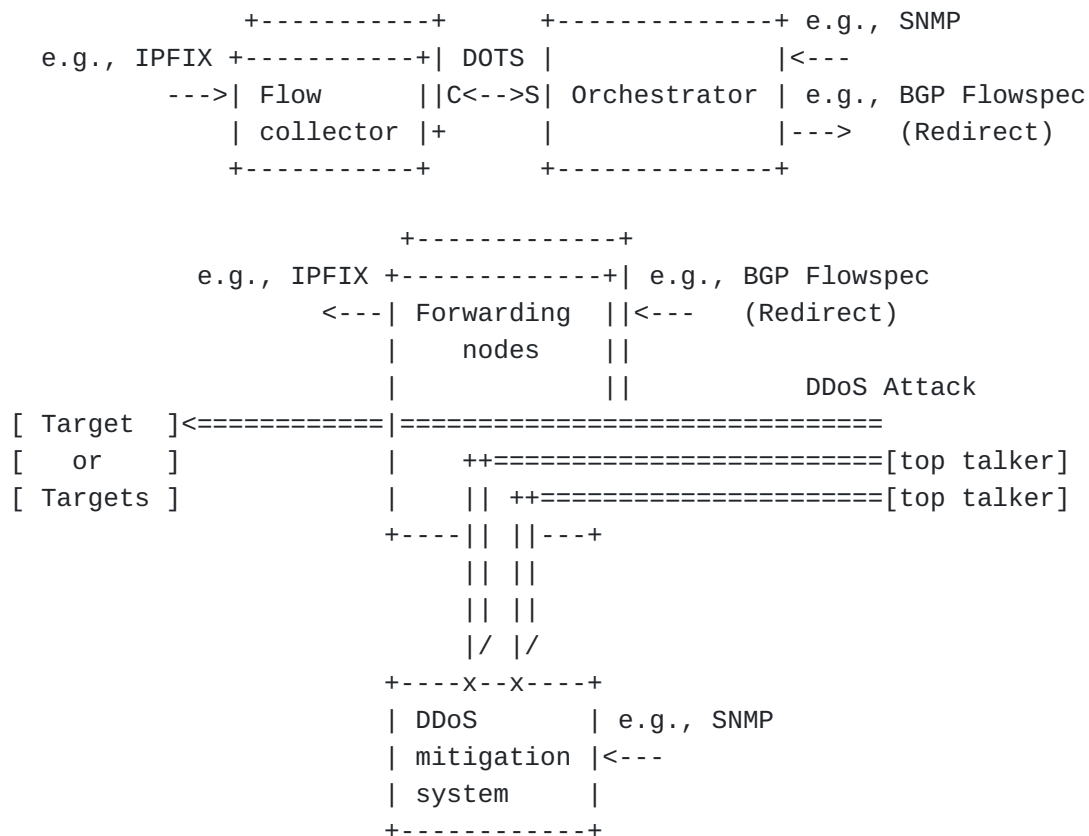 +-----------+ +--------------+ e.g., SNMP
e.g., IPFIX +-----------+| DOTS | |<---
--->| Flow ||C<-->S| Orchestrator | e.g., BGP Flowspec
| collector |+ | |---> (Redirect)
+-----------+ +--------------+
+-------------+
e.g., IPFIX +-------------+| e.g., BGP Flowspec
<---| Forwarding ||<--- (Redirect)
| nodes ||
| || DDoS Attack
[ Target ]<============|===============================
[ or ] | ++=========================[top talker]
[ Targets ] | || ++======================[top talker]
+----|| ||---+
|| ||
|| ||
|/ |/
+----x--x----+
| DDoS | e.g., SNMP
| mitigation |<---
| system |
+------------+